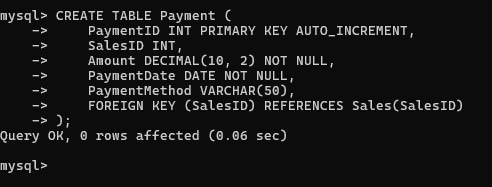 mysql> CREATE TABLE Payment (
    ->     PaymentID INT PRIMARY KEY AUTO_INCREMENT,
    ->     SalesID INT,
    ->     Amount DECIMAL(10, 2) NOT NULL,
    ->     PaymentDate DATE NOT NULL,
    ->     PaymentMethod VARCHAR(50),
    ->     FOREIGN KEY (SalesID) REFERENCES Sales(SalesID)
    -> );
Query OK, 0 rows affected (0.06 sec)
mysql>